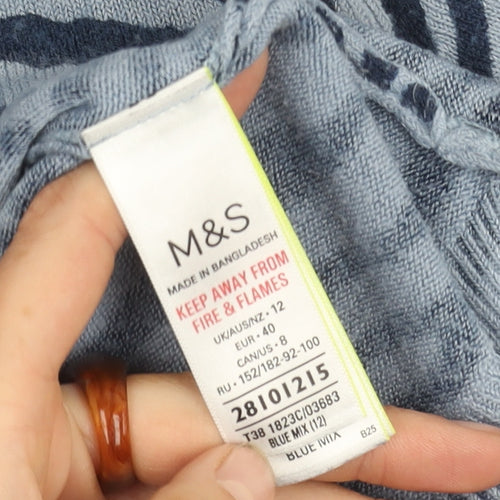 M&S
MADE IN BANGLADESH
KEEP AWAY FROM
FIRE & FLAMES
UK/AUS/NZ • 12
EUR • 40
CAN/US • 8
RU • 152/182-92-100
28101215
T38 1823C/03683
BLUE MIX (12)
BLUE MIX
B25